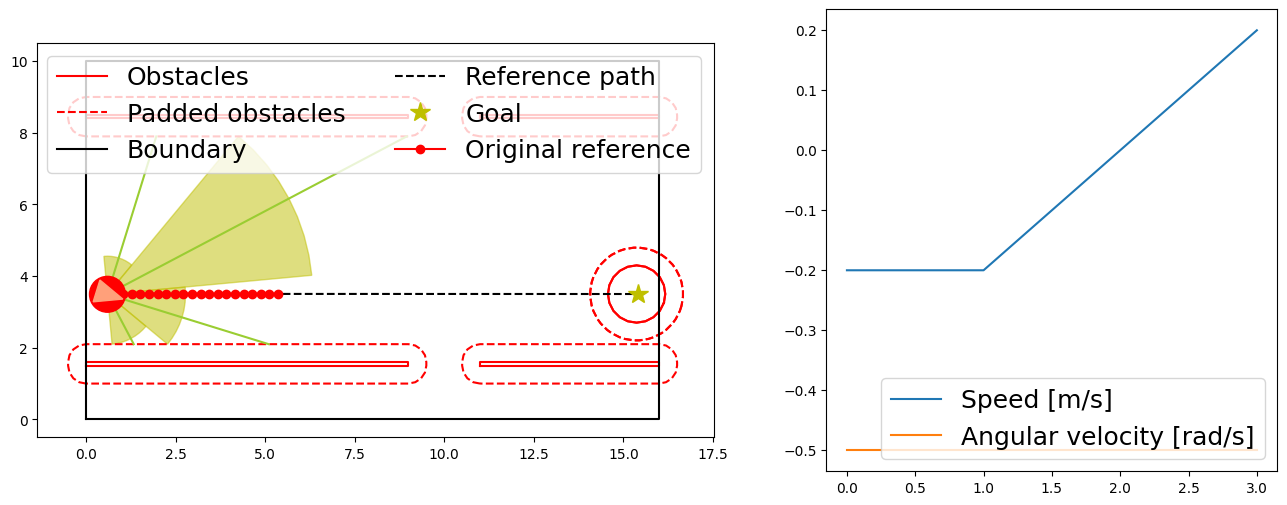 Obstacles
Padded obstacles
Boundary
Reference path
Goal
Original reference
10
8
6
4
2
0
0.0 2.5 5.0 7.5 10.0 12.5 15.0 17.5
0.2
0.1
0.0
−0.1
−0.2
−0.3
−0.4
−0.5
Speed [m/s]
Angular velocity [rad/s]
0.0 0.5 1.0 1.5 2.0 2.5 3.0